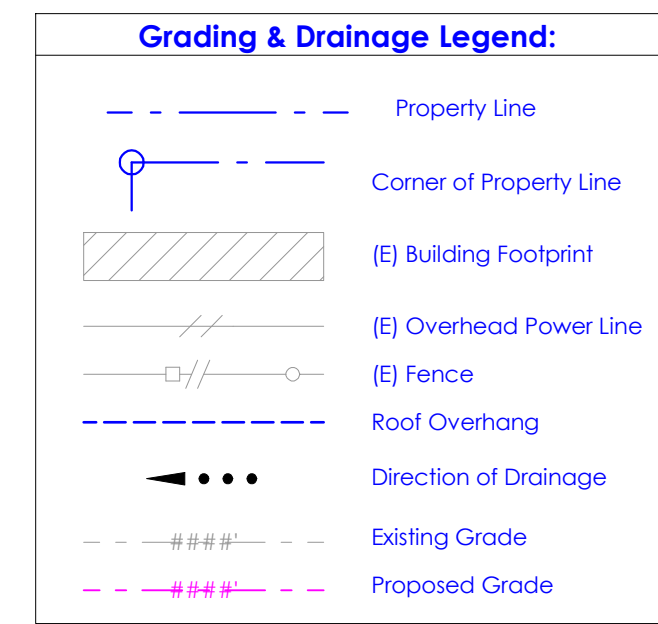 Grading & Drainage Legend:
Property Line
Corner of Property Line
(E) Building Footprint
(E) Overhead Power Line
(E) Fence
Roof Overhang
Direction of Drainage
####' Existing Grade
####' Proposed Grade